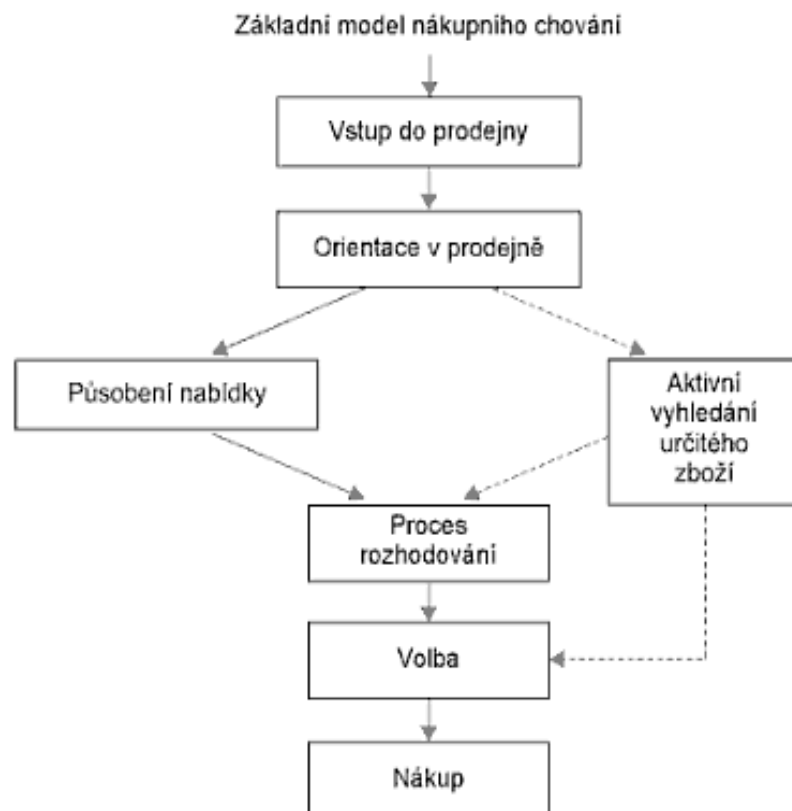 Základní model nákupního chování
Vstup do prodejny
Orientace v prodejně
Působení nabídky
Aktivní
vyhledání
určitého
zboží
Proces
rozhodování
Volba
Nákup